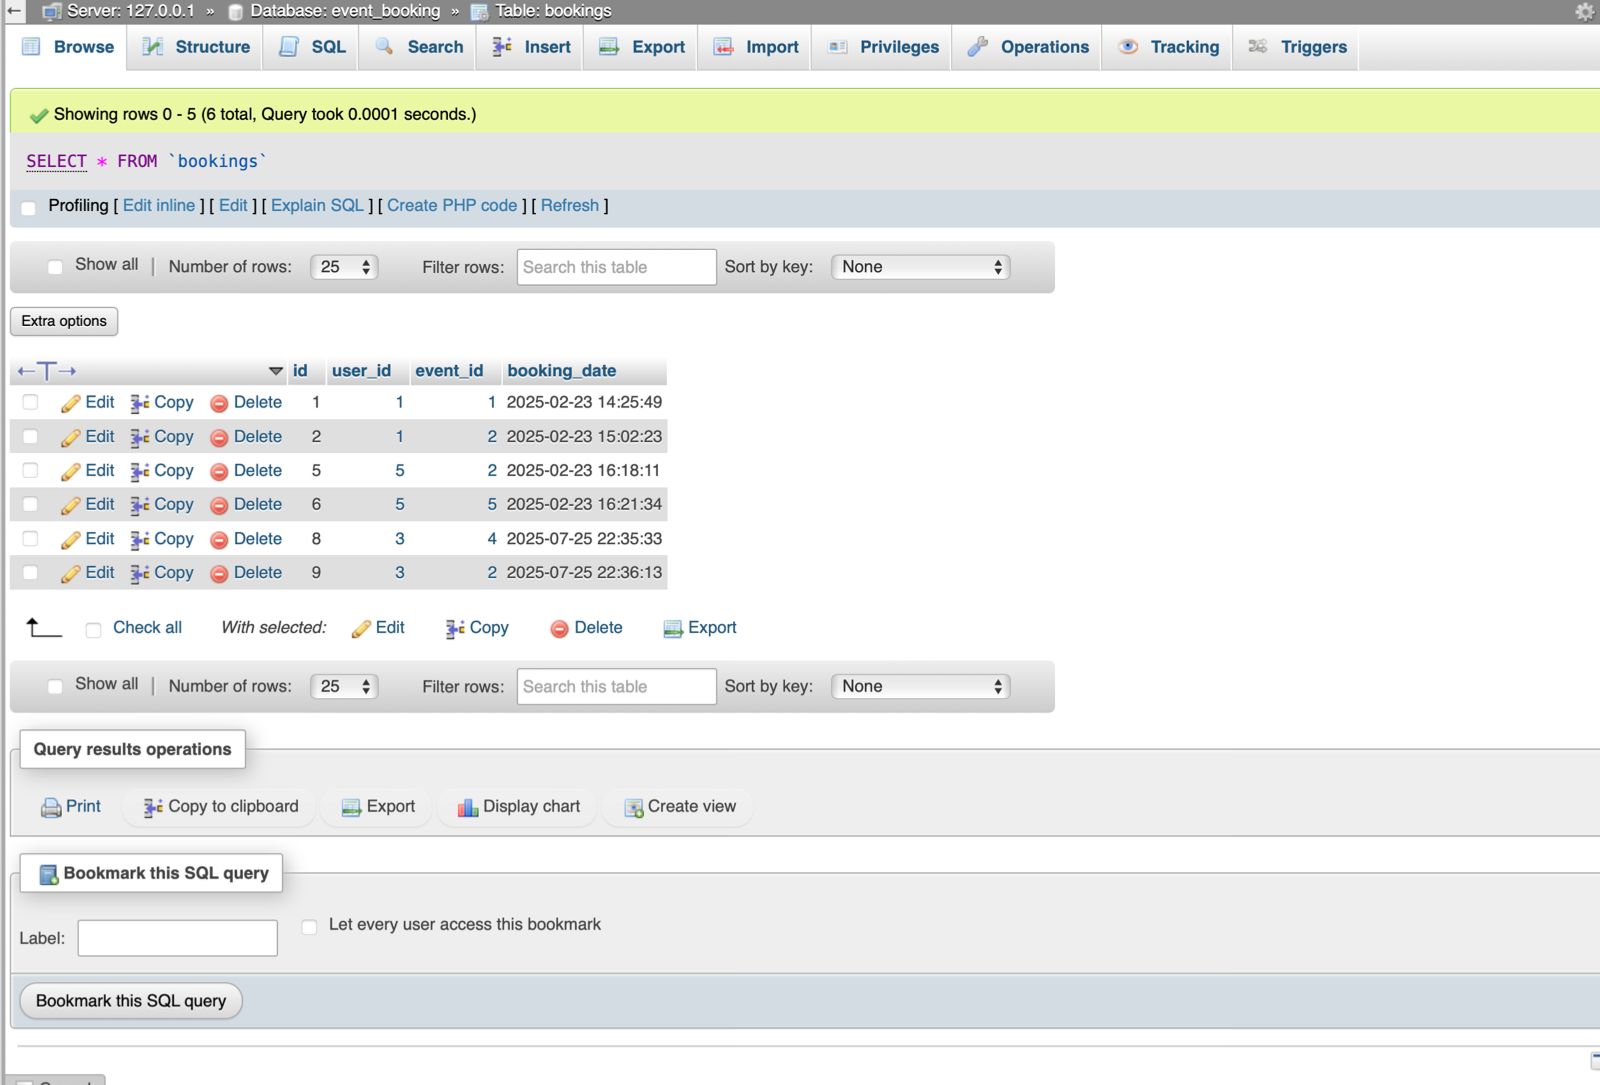 ← Server: 127.0.0.1 » Database: event_booking » Table: bookings
Browse Structure SQL Search Insert Export Import Privileges Operations Tracking Triggers
Showing rows 0 - 5 (6 total, Query took 0.0001 seconds.)
SELECT * FROM `bookings`
Profiling [ Edit inline ] [ Edit ] [ Explain SQL ] [ Create PHP code ] [ Refresh ]
Show all | Number of rows: 25 Filter rows: Search this table Sort by key: None
Extra options
←T→ id user_id event_id booking_date
Edit Copy Delete 1 1 1 2025-02-23 14:25:49
Edit Copy Delete 2 1 2 2025-02-23 15:02:23
Edit Copy Delete 5 5 2 2025-02-23 16:18:11
Edit Copy Delete 6 5 5 2025-02-23 16:21:34
Edit Copy Delete 8 3 4 2025-07-25 22:35:33
Edit Copy Delete 9 3 2 2025-07-25 22:36:13
Check all With selected: Edit Copy Delete Export
Show all | Number of rows: 25 Filter rows: Search this table Sort by key: None
Query results operations
Print Copy to clipboard Export Display chart Create view
Bookmark this SQL query
Label: Let every user access this bookmark
Bookmark this SQL query